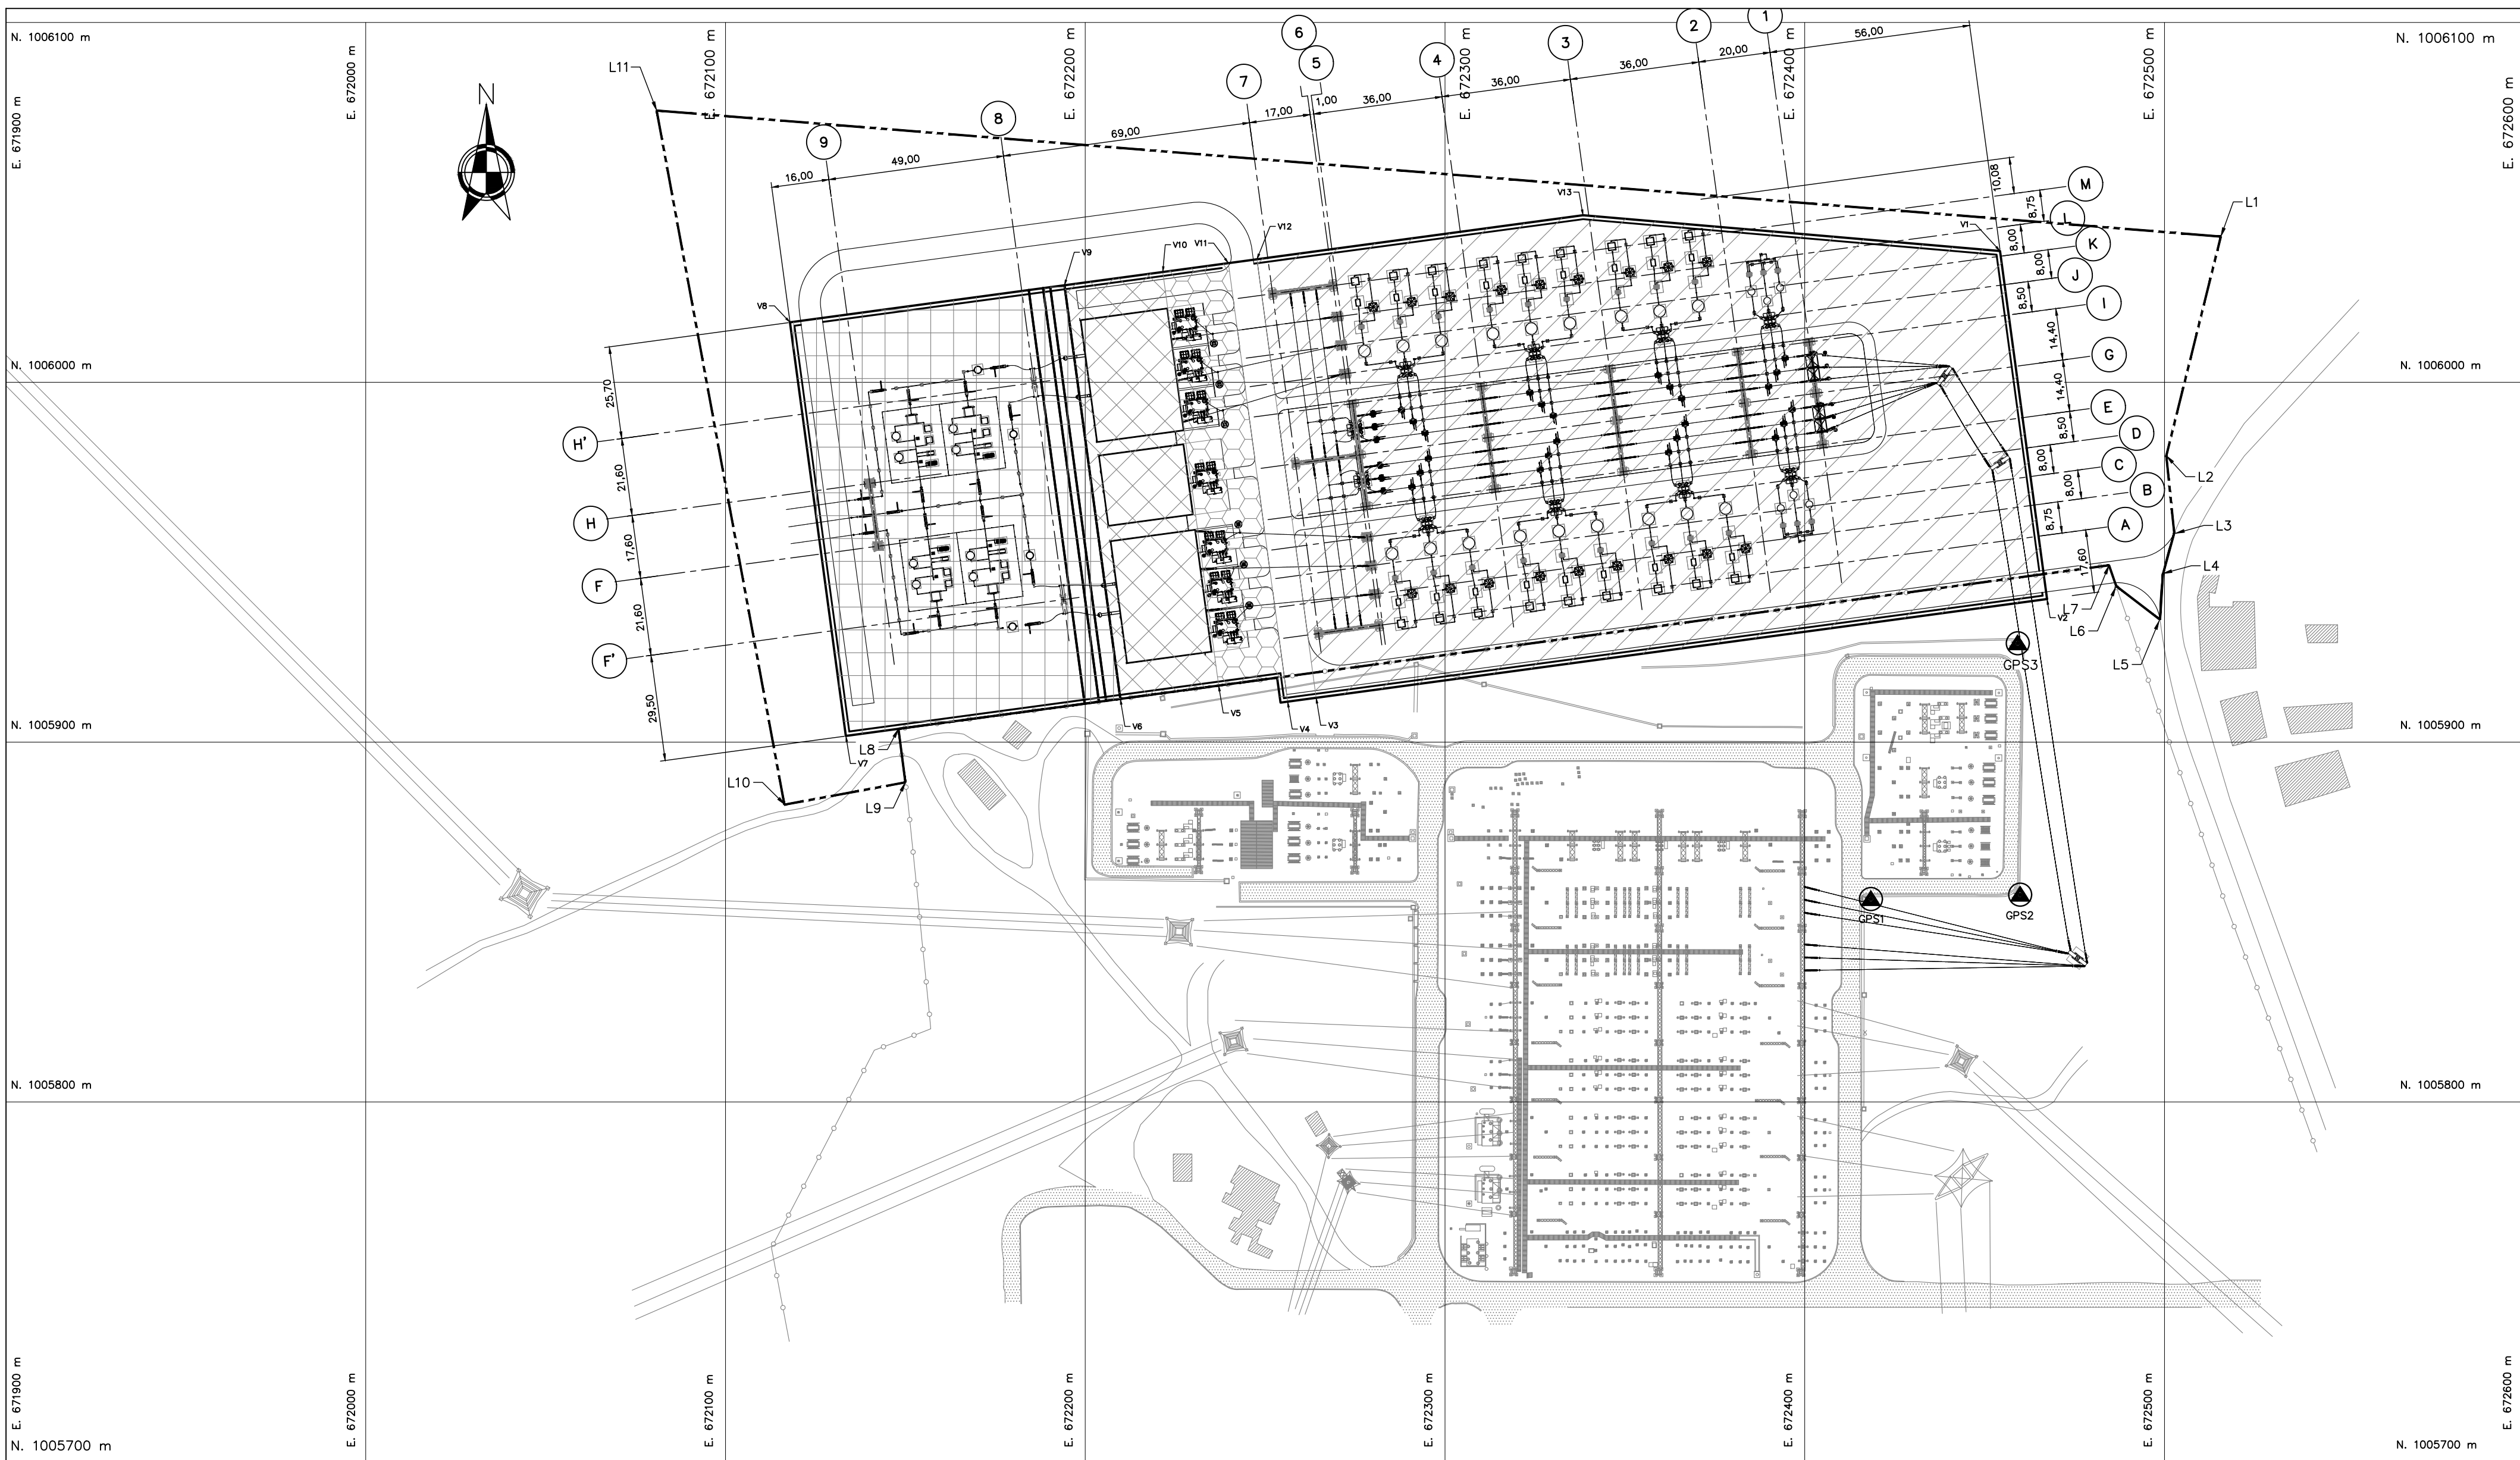 N. 1006100 m
N. 1006100 m
E. 671900 m
E. 672000 m
E. 672100 m
E. 672200 m
E. 672300 m
E. 672400 m
E. 672500 m
E. 672600 m
N
L11
9
8
7
6
5
4
3
2
1
16,00
49,00
69,00
17,00
1,00
36,00
36,00
36,00
20,00
56,00
10,08
8,75
8,00
8,00
8,50
14,40
14,40
8,50
8,00
8,00
8,75
17,60
M
L
K
J
I
G
E
D
C
B
A
L1
L2
L3
L4
L5
L6
L7
V13
V1
V12
V11
V10
V9
V8
N. 1006000 m
N. 1006000 m
25,70
H'
21,60
H
17,60
F
21,60
F'
29,50
V2
GPS3
V3
V4
V5
V6
V7
L8
L9
L10
N. 1005900 m
N. 1005900 m
GPS1
GPS2
N. 1005800 m
N. 1005800 m
E. 671900 m
E. 672000 m
E. 672100 m
E. 672200 m
E. 672300 m
E. 672400 m
E. 672500 m
E. 672600 m
N. 1005700 m
N. 1005700 m